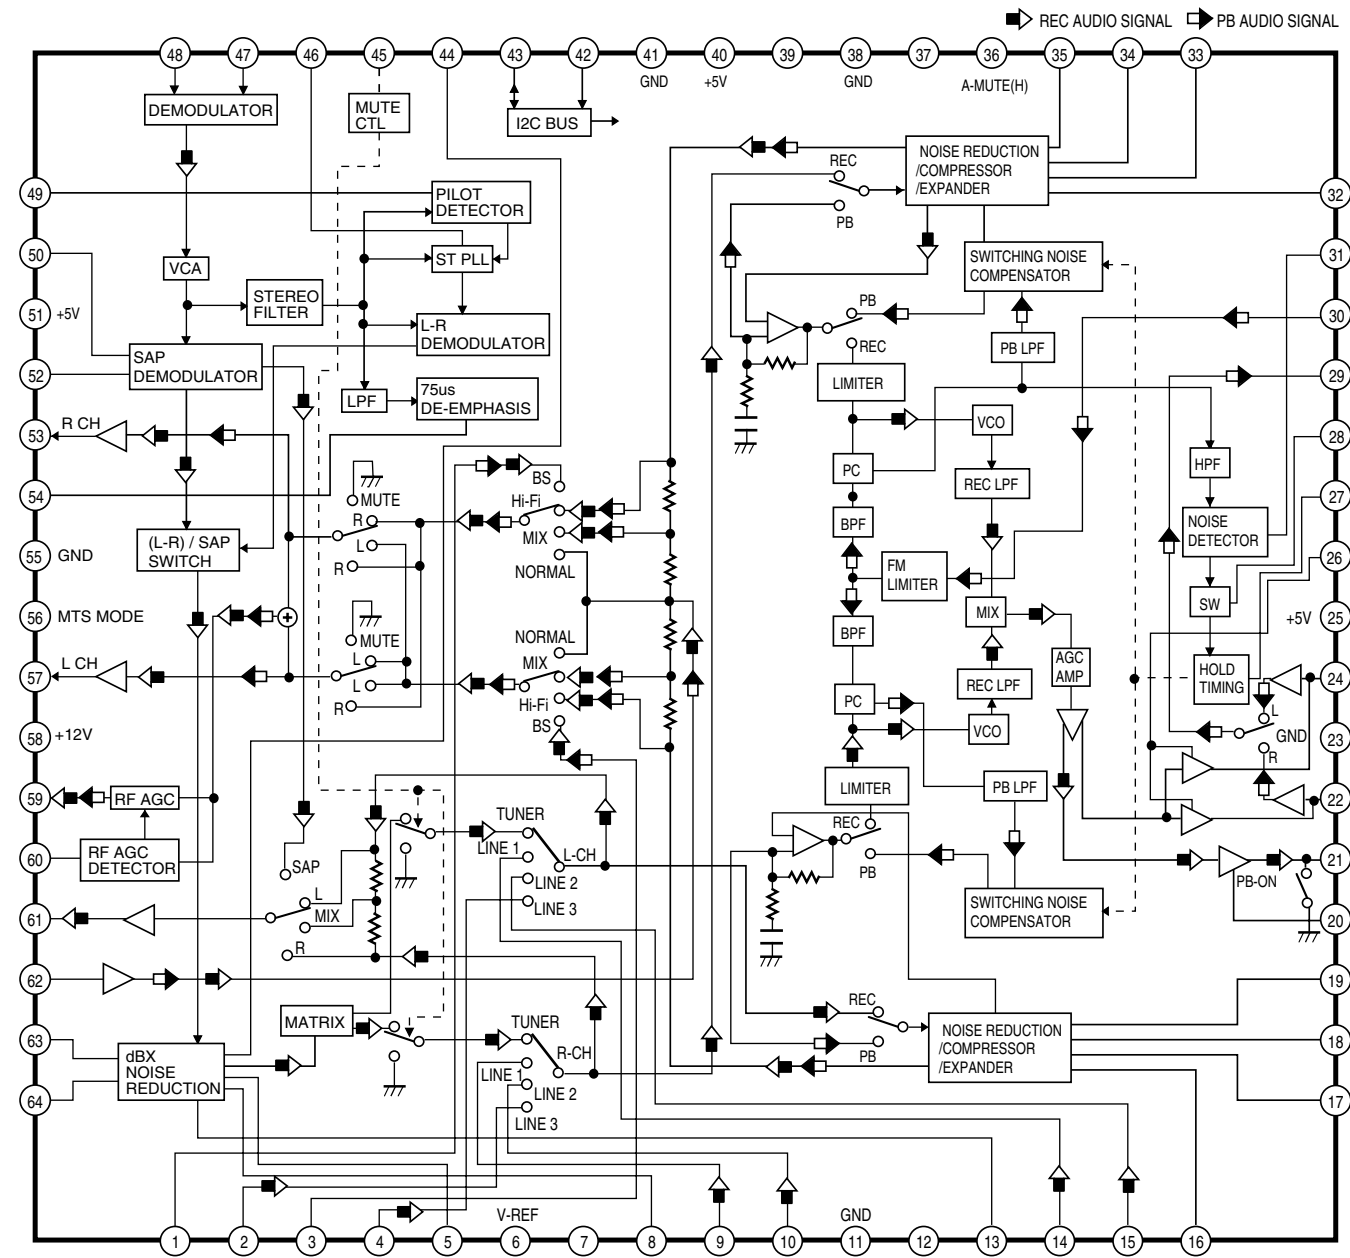 REC AUDIO SIGNAL PB AUDIO SIGNAL
48 47 46 45 44 43 42 41 40 39 38 37 36 35 34 33
GND +5V GND A-MUTE(H)
DEMODULATOR
MUTE
CTL
I2C BUS
REC
PB
NOISE REDUCTION
/COMPRESSOR
/EXPANDER
49
PILOT
DETECTOR
32
50
VCA
ST PLL
SWITCHING NOISE
COMPENSATOR
31
51 +5V
STEREO
FILTER
L-R
DEMODULATOR
PB
REC
PB LPF
30
52
SAP
DEMODULATOR
LPF
75us
DE-EMPHASIS
LIMITER
29
53
R CH
VCO
28
PC
HPF
54
MUTE
BS
Hi-Fi
REC LPF
27
R
MIX
BPF
NOISE
DETECTOR
55 GND
(L-R) / SAP
SWITCH
L
R
NORMAL
FM
LIMITER
26
56 MTS MODE
+
MIX
SW
+5V 25
MUTE
NORMAL
BPF
57
L CH
L
L
R
MIX
Hi-Fi
BS
PC
REC LPF
AGC
AMP
HOLD
TIMING
24
58 +12V
VCO
L
GND
R
23
59
RF AGC
LIMITER
PB LPF
22
60
RF AGC
DETECTOR
TUNER
LINE 1
L-CH
LINE 2
LINE 3
REC
PB
PB-ON
21
SAP
61
L
MIX
R
SWITCHING NOISE
COMPENSATOR
20
62
19
63
MATRIX
TUNER
R-CH
LINE 1
LINE 2
LINE 3
REC
PB
NOISE REDUCTION
/COMPRESSOR
/EXPANDER
18
dBX
NOISE
REDUCTION
64
17
V-REF GND
1 2 3 4 5 6 7 8 9 10 11 12 13 14 15 16